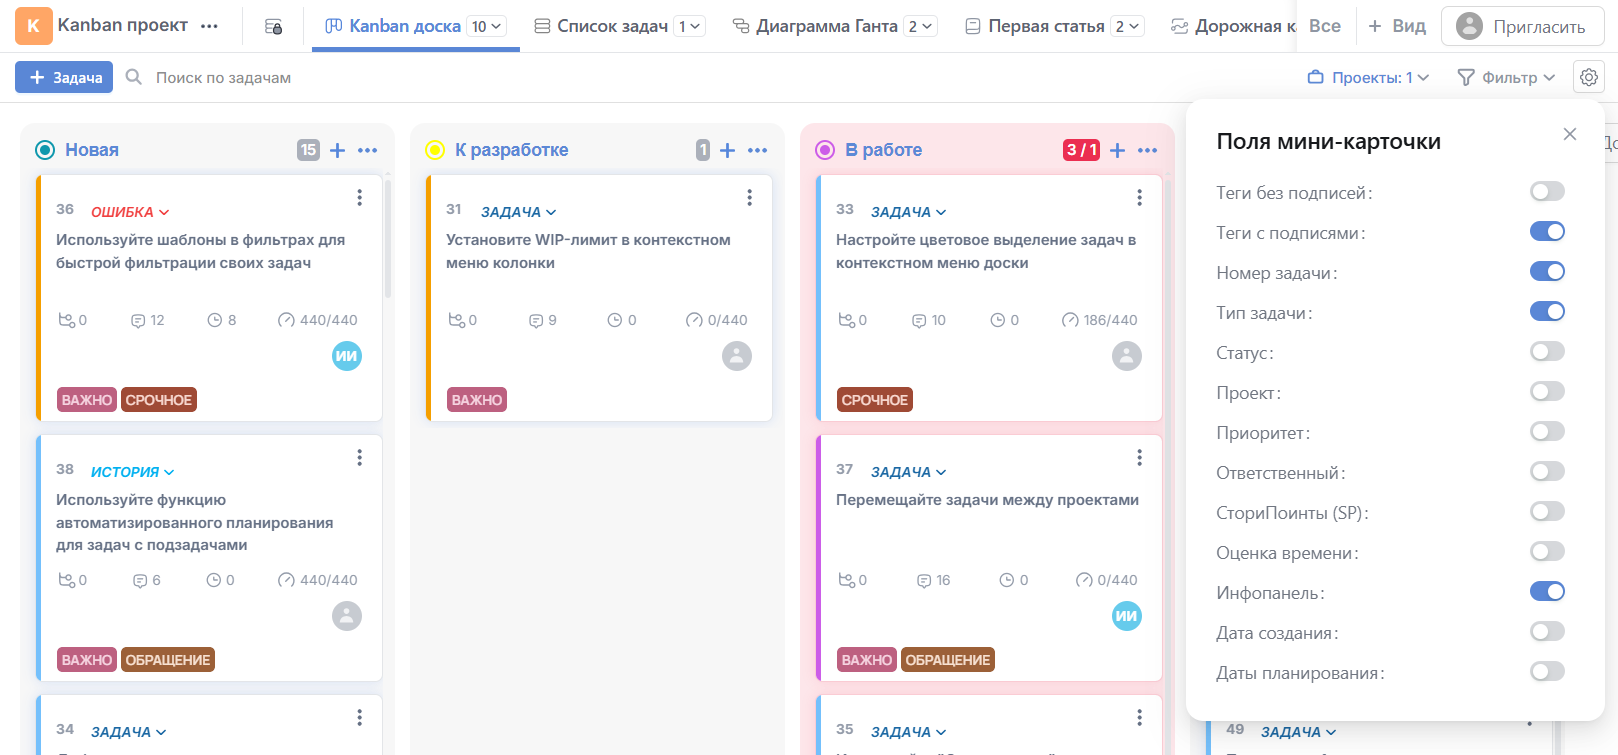 K Kanban проект Kanban доска 10 Список задач 1 Диаграмма Ганта 2 Первая статья 2 Дорожная Все + Вид Пригласить
+ Задача Поиск по задачам Проекты: 1 Фильтр
Новая 15 +
36 ОШИБКА
Используйте шаблоны в фильтрах для
быстрой фильтрации своих задач
0 12 8 440/440
ИИ
ВАЖНО СРОЧНОЕ
38 ИСТОРИЯ
Используйте функцию
автоматизированного планирования
для задач с подзадачами
0 6 0 440/440
ВАЖНО ОБРАЩЕНИЕ
34 ЗАДАЧА
К разработке 1 +
31 ЗАДАЧА
Установите WIP-лимит в контекстном
меню колонки
0 9 0 0/440
ВАЖНО
В работе 3 / 1 +
33 ЗАДАЧА
Настройте цветовое выделение задач в
контекстном меню доски
0 10 0 186/440
СРОЧНОЕ
37 ЗАДАЧА
Перемещайте задачи между проектами
0 16 0 0/440
ИИ
ВАЖНО ОБРАЩЕНИЕ
35 ЗАДАЧА
Поля мини-карточки
Теги без подписей:
Теги с подписями:
Номер задачи:
Тип задачи:
Статус:
Проект:
Приоритет:
Ответственный:
СториПоинты (SP):
Оценка времени:
Инфопанель:
Дата создания:
Даты планирования:
49 ЗАДАЧА